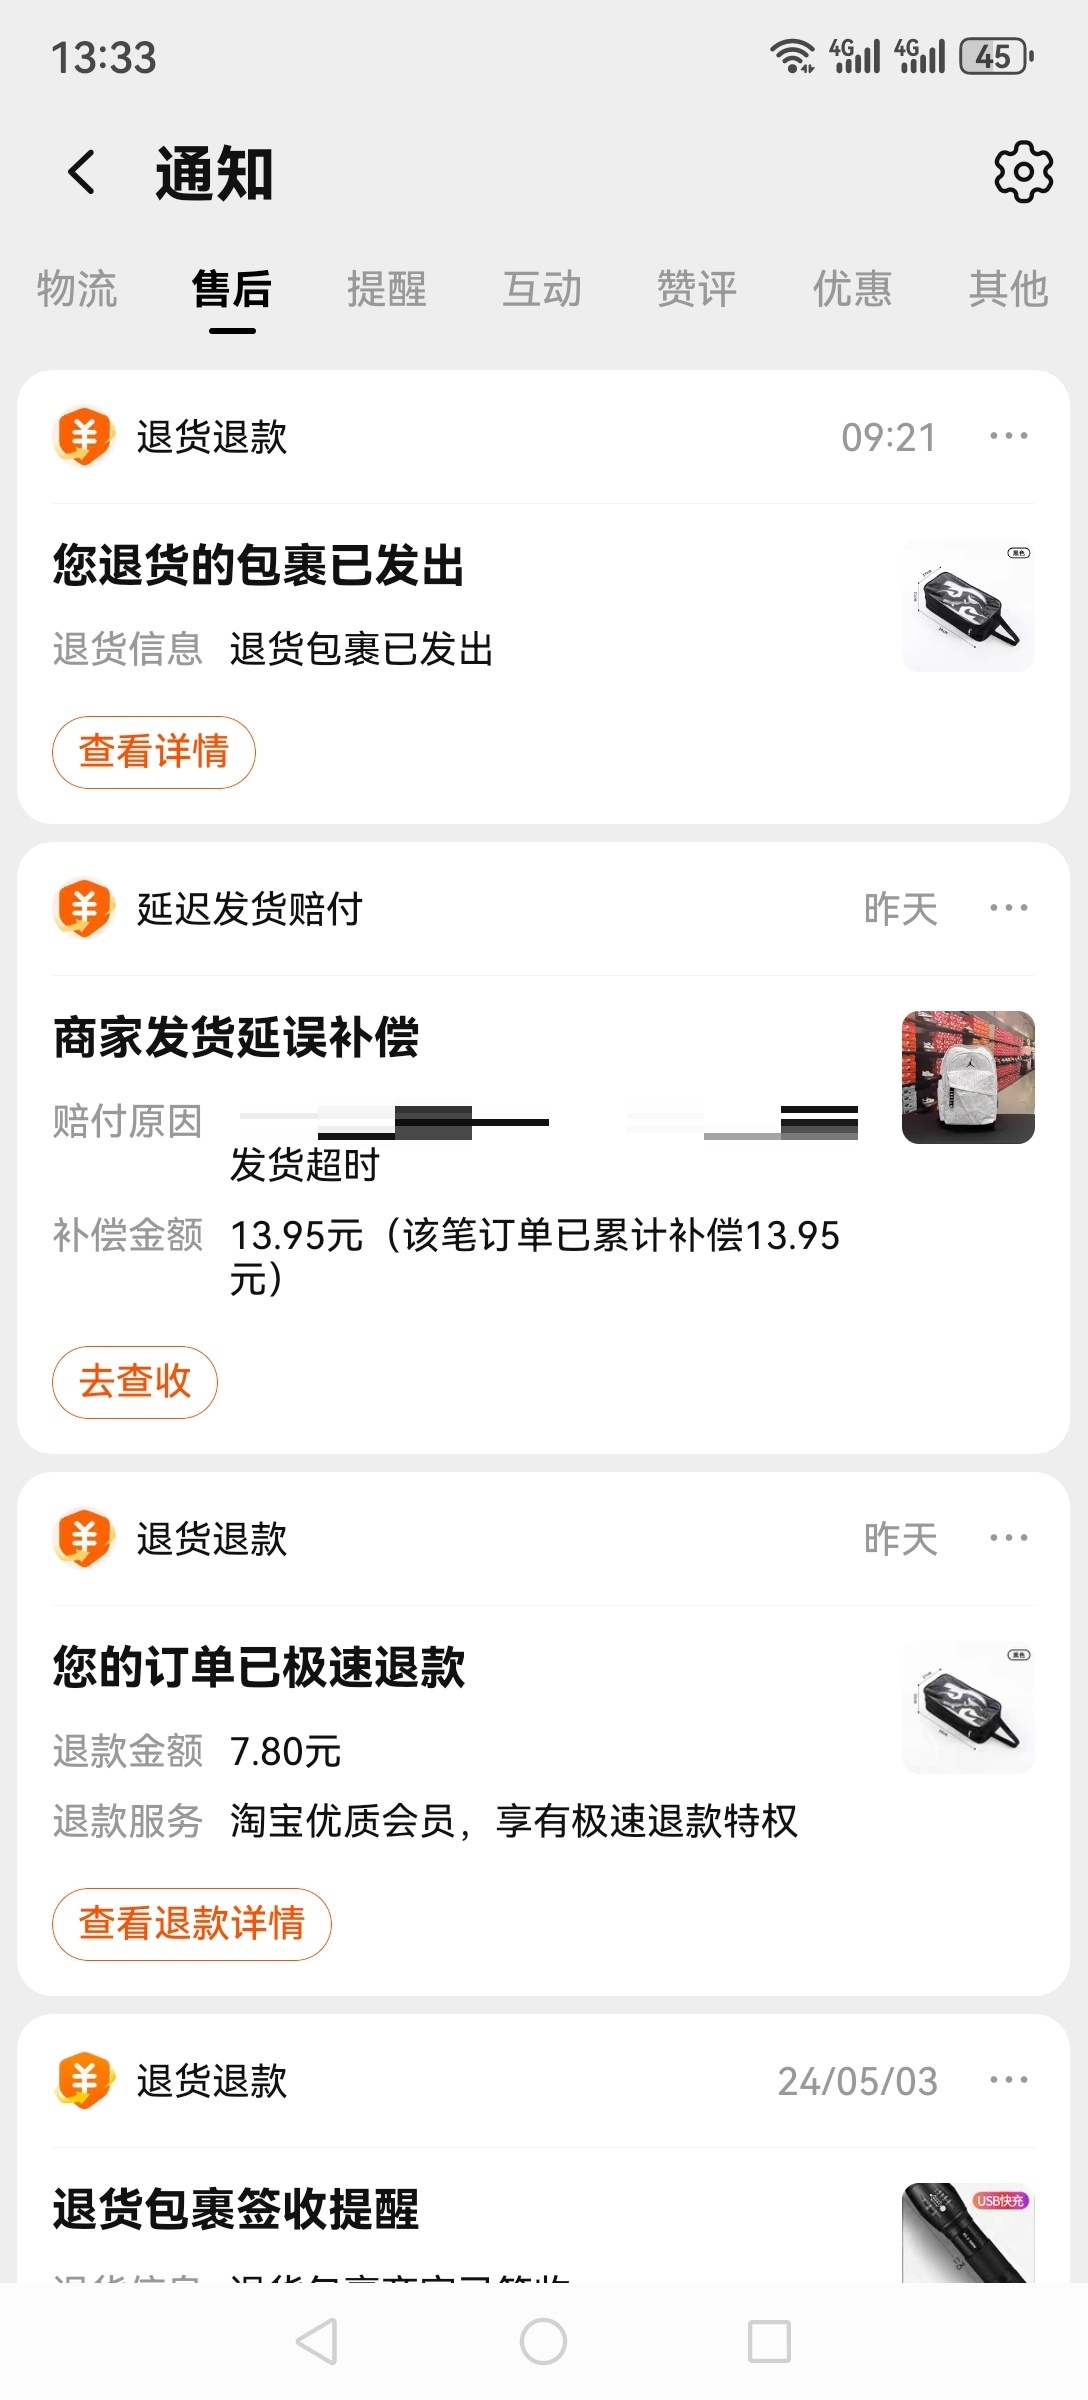 13:33
4G 4G 45
通知
物流 售后 提醒 互动 赞评 优惠 其他
退货退款 09:21
您退货的包裹已发出
黑色
退货信息 退货包裹已发出
查看详情
延迟发货赔付 昨天
商家发货延误补偿
赔付原因
发货超时
补偿金额 13.95元（该笔订单已累计补偿13.95
元）
去查收
退货退款 昨天
您的订单已极速退款
黑色
退款金额 7.80元
退款服务 淘宝优质会员，享有极速退款特权
查看退款详情
退货退款 24/05/03
退货包裹签收提醒
USB快充